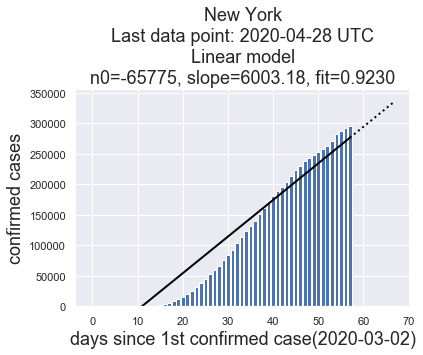 New York
Last data point: 2020-04-28 UTC
Linear model
n0=-65775, slope=6003.18, fit=0.9230
350000
300000
250000
200000
150000
100000
50000
0
confirmed cases
0 10 20 30 40 50 60 70
days since 1st confirmed case(2020-03-02)